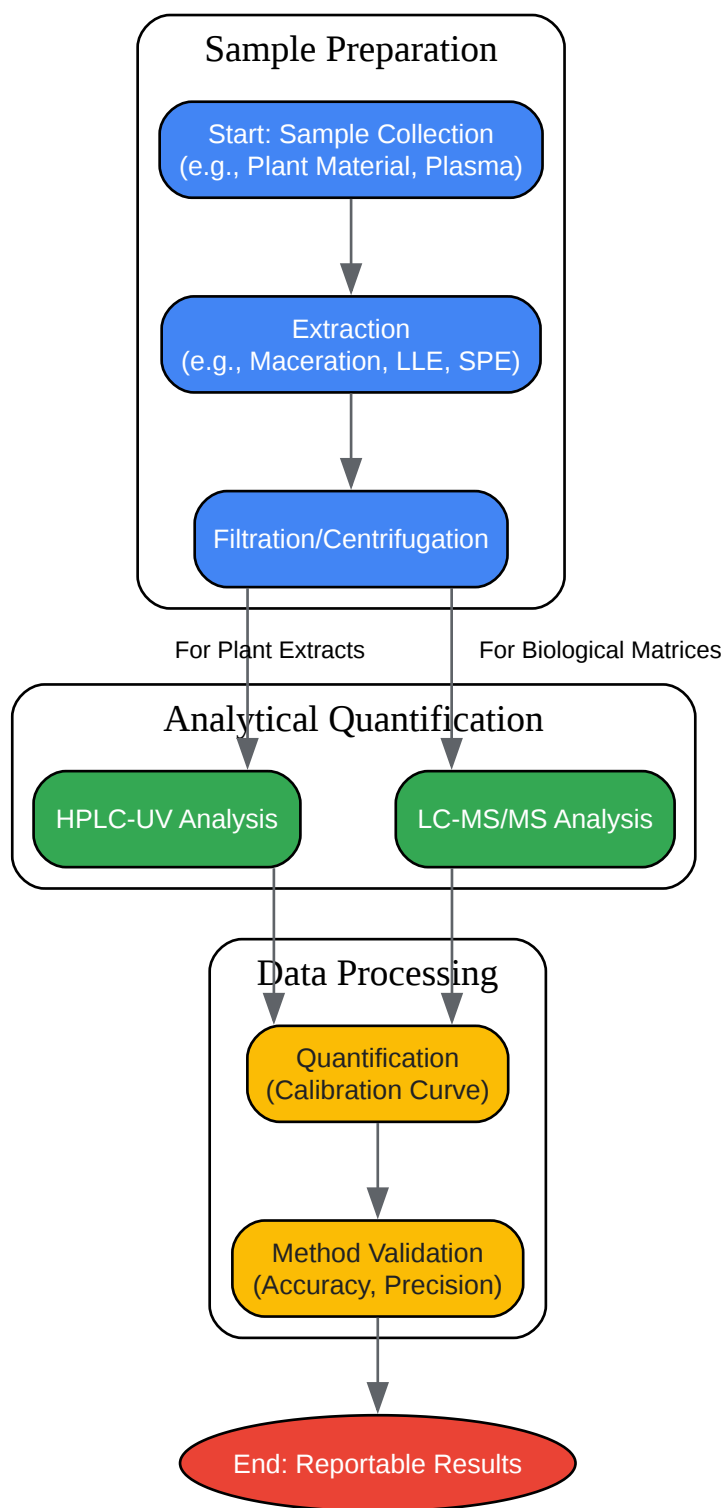 Sample Preparation
Start: Sample Collection
(e.g., Plant Material, Plasma)
Extraction
(e.g., Maceration, LLE, SPE)
Filtration/Centrifugation
For Plant Extracts
For Biological Matrices
Analytical Quantification
HPLC-UV Analysis
LC-MS/MS Analysis
Data Processing
Quantification
(Calibration Curve)
Method Validation
(Accuracy, Precision)
End: Reportable Results